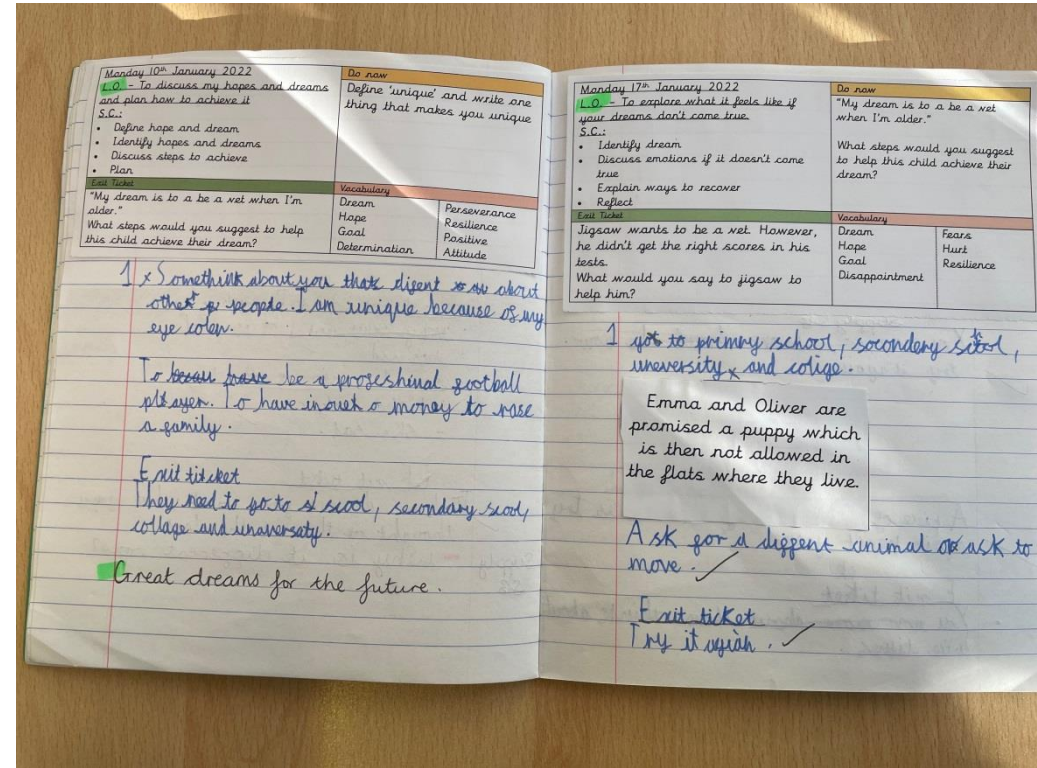 Monday 10th January 2022
L.O. - To discuss my hopes and dreams
and plan how to achieve it
S.C.:
• Define hope and dream
• Identify hopes and dreams
• Discuss steps to achieve
• Plan
Do now
Define 'unique' and write one
thing that makes you unique
Exit Ticket
"My dream is to a be a vet when I'm
older."
What steps would you suggest to help
this child achieve their dream?
Vocabulary
Dream
Hope
Goal
Determination
Perseverance
Resilience
Positive
Attitude
1 x Somethink about you thats diffent about
other people. I am unique because of my
eye coler.
To be a profeshinal football
player. To have inouth money to rase
a family.
Exit ticket
They need to go to scool, secondary scool,
collage and unaversaty.
Great dreams for the future.
Monday 17th January 2022
L.O. - To explore what it feels like if
your dreams don't come true.
S.C.:
• Identify dream
• Discuss emotions if it doesn't come
true
• Explain ways to recover
• Reflect
Do now
"My dream is to a be a vet
when I'm older."
What steps would you suggest
to help this child achieve their
dream?
Exit Ticket
Jigsaw wants to be a vet. However,
he didn't get the right scores in his
tests.
What would you say to jigsaw to
help him?
Vocabulary
Dream
Hope
Goal
Disappointment
Fears
Hurt
Resilience
1 to primry school, secondery
uneversity and colige.
Emma and Oliver are
promised a puppy which
is then not allowed in
the flats where they live.
Ask for a diffent animal or ask to
move.
Exit ticket
Try it agiàn.